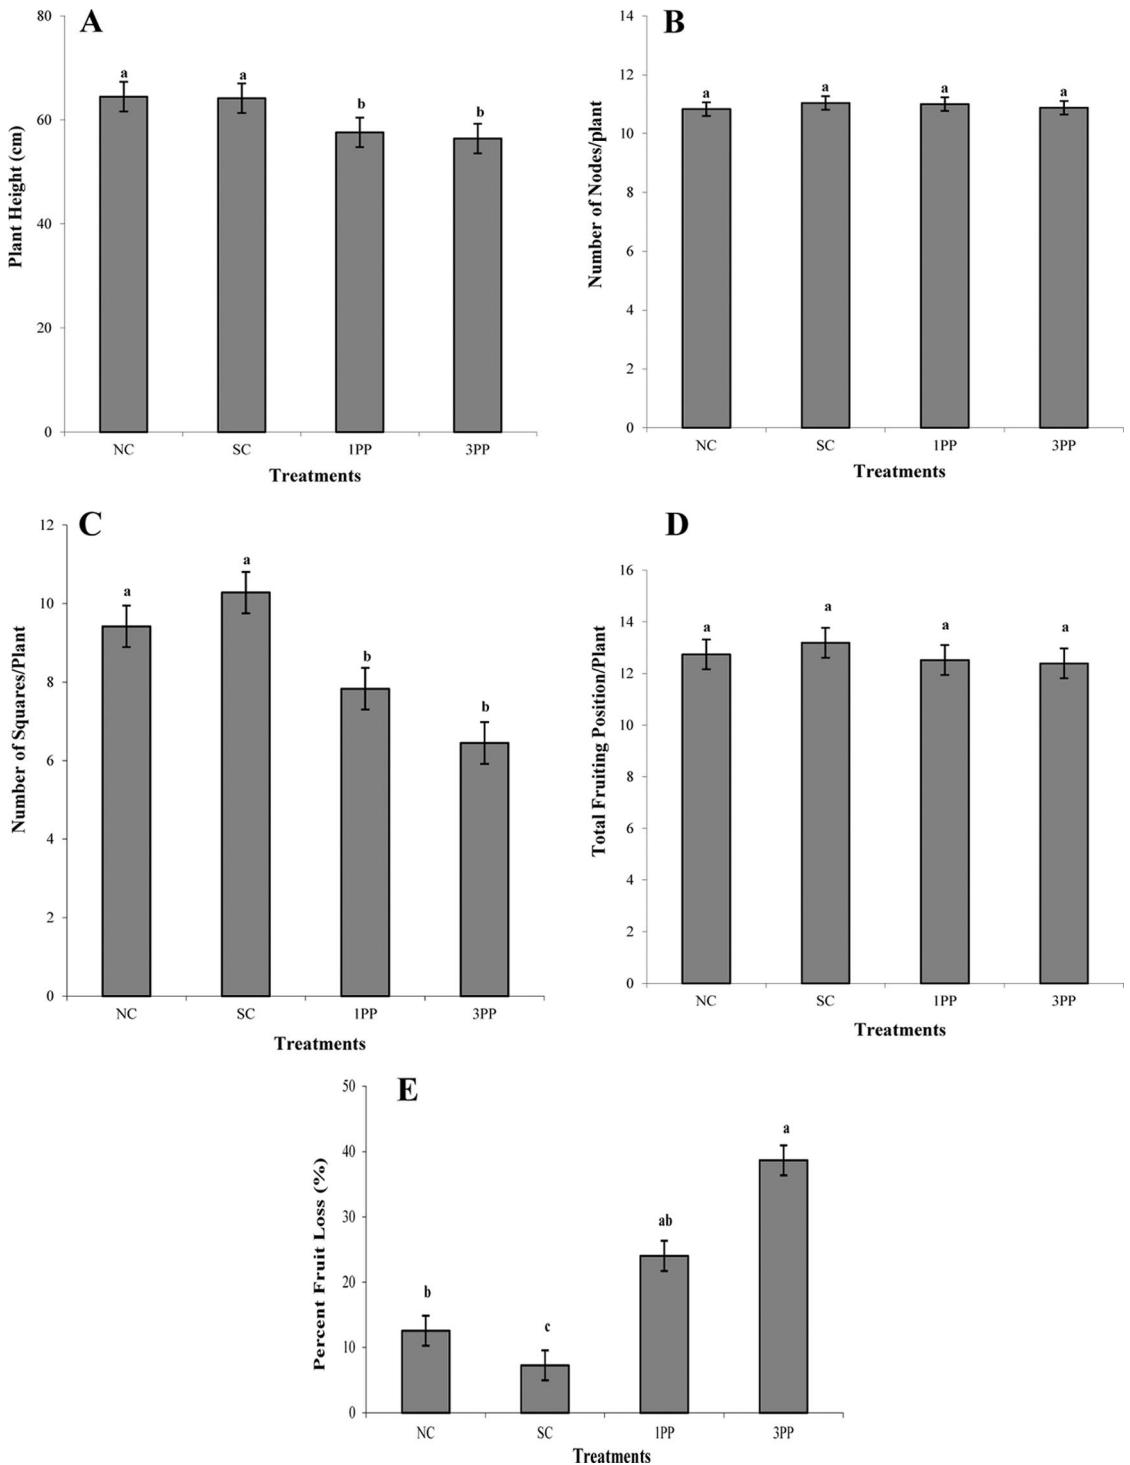 A
Plant Height (cm)
80
60
40
20
0
a
a
b
b
NC
SC
1PP
3PP
Treatments
B
Number of Nodes/plant
14
12
10
8
6
4
2
0
a
a
a
a
NC
SC
1PP
3PP
Treatments
C
Number of Squares/Plant
12
10
8
6
4
2
0
a
a
b
b
NC
SC
1PP
3PP
Treatments
D
Total Fruiting Position/Plant
16
14
12
10
8
6
4
2
0
a
a
a
a
NC
SC
1PP
3PP
Treatments
E
Percent Fruit Loss (%)
50
40
30
20
10
0
b
c
ab
a
NC
SC
1PP
3PP
Treatments